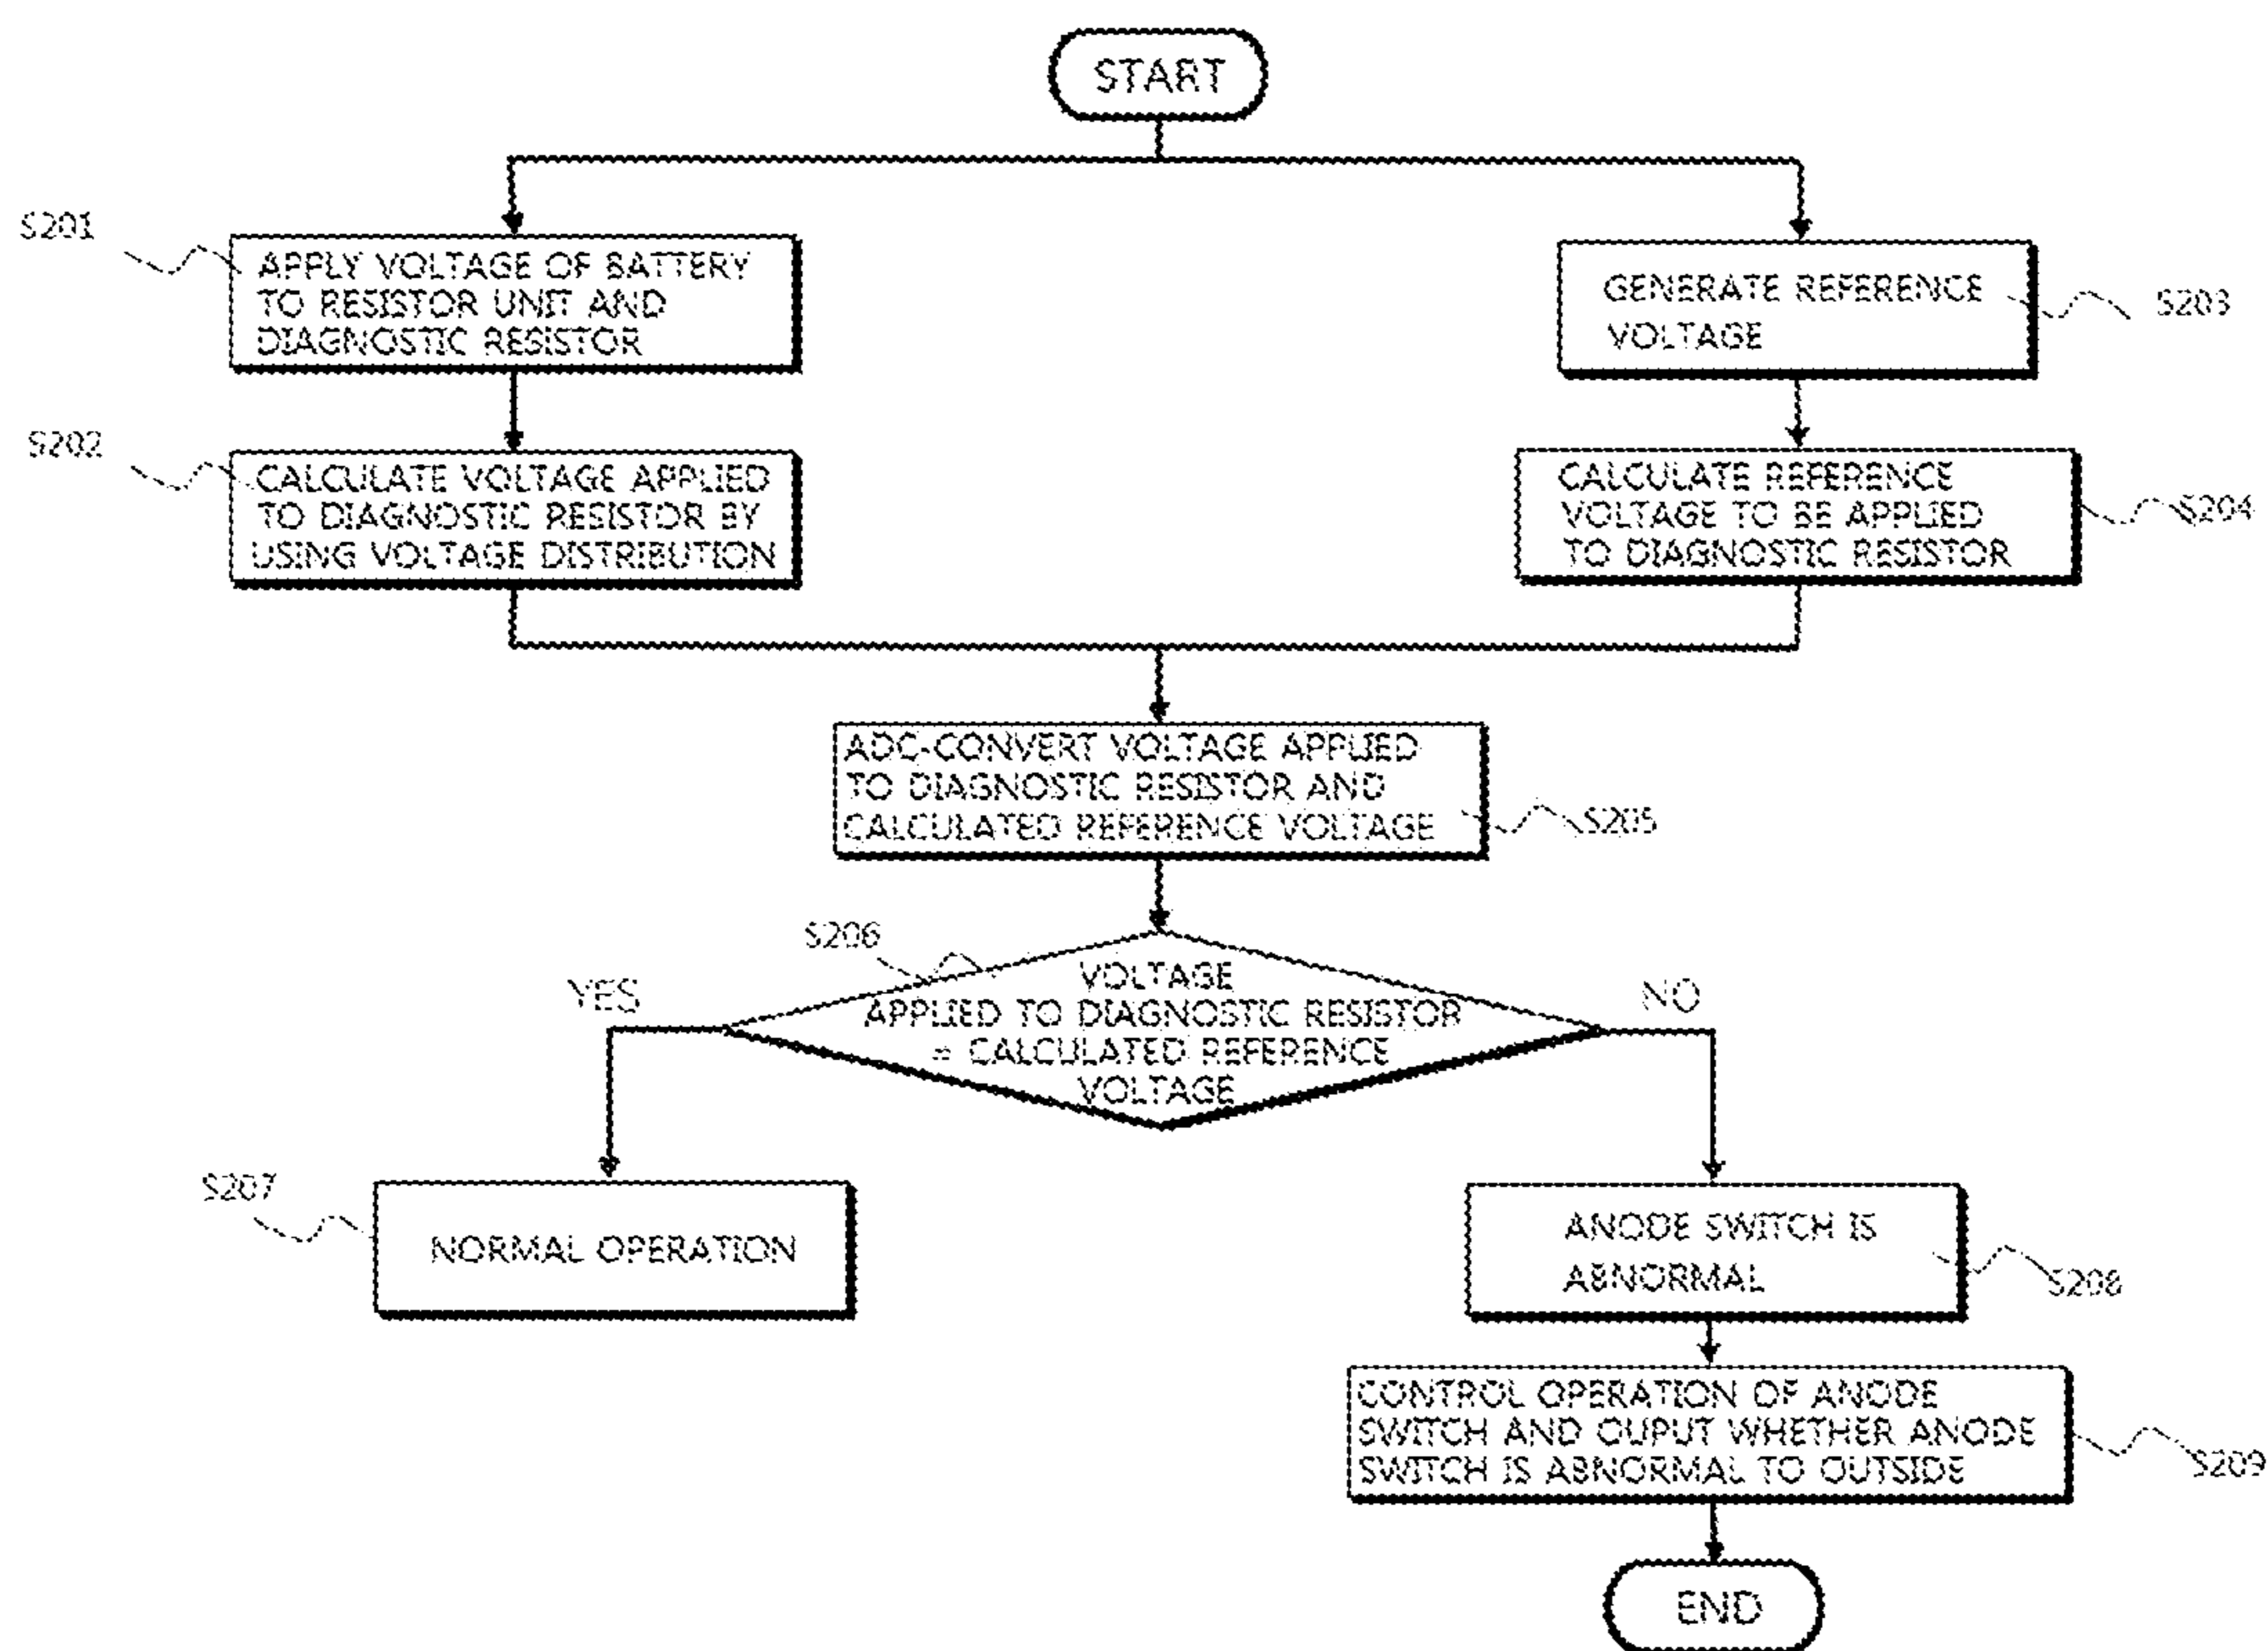 START
S201
APPLY VOLTAGE OF BATTERY
TO RESISTOR UNIT AND
DIAGNOSTIC RESISTOR
GENERATE REFERENCE
VOLTAGE
S203
S202
CALCULATE VOLTAGE APPLIED
TO DIAGNOSTIC RESISTOR BY
USING VOLTAGE DISTRIBUTION
CALCULATE REFERENCE
VOLTAGE TO BE APPLIED
TO DIAGNOSTIC RESISTOR
S204
ADC-CONVERT VOLTAGE APPLIED
TO DIAGNOSTIC RESISTOR AND
CALCULATED REFERENCE VOLTAGE
S205
S206
VOLTAGE
APPLIED TO DIAGNOSTIC RESISTOR
= CALCULATED REFERENCE
VOLTAGE
YES
NO
S207
NORMAL OPERATION
ANODE SWITCH IS
ABNORMAL
S208
CONTROL OPERATION OF ANODE
SWITCH AND OUPUT WHETHER ANODE
SWITCH IS ABNORMAL TO OUTSIDE
S209
END